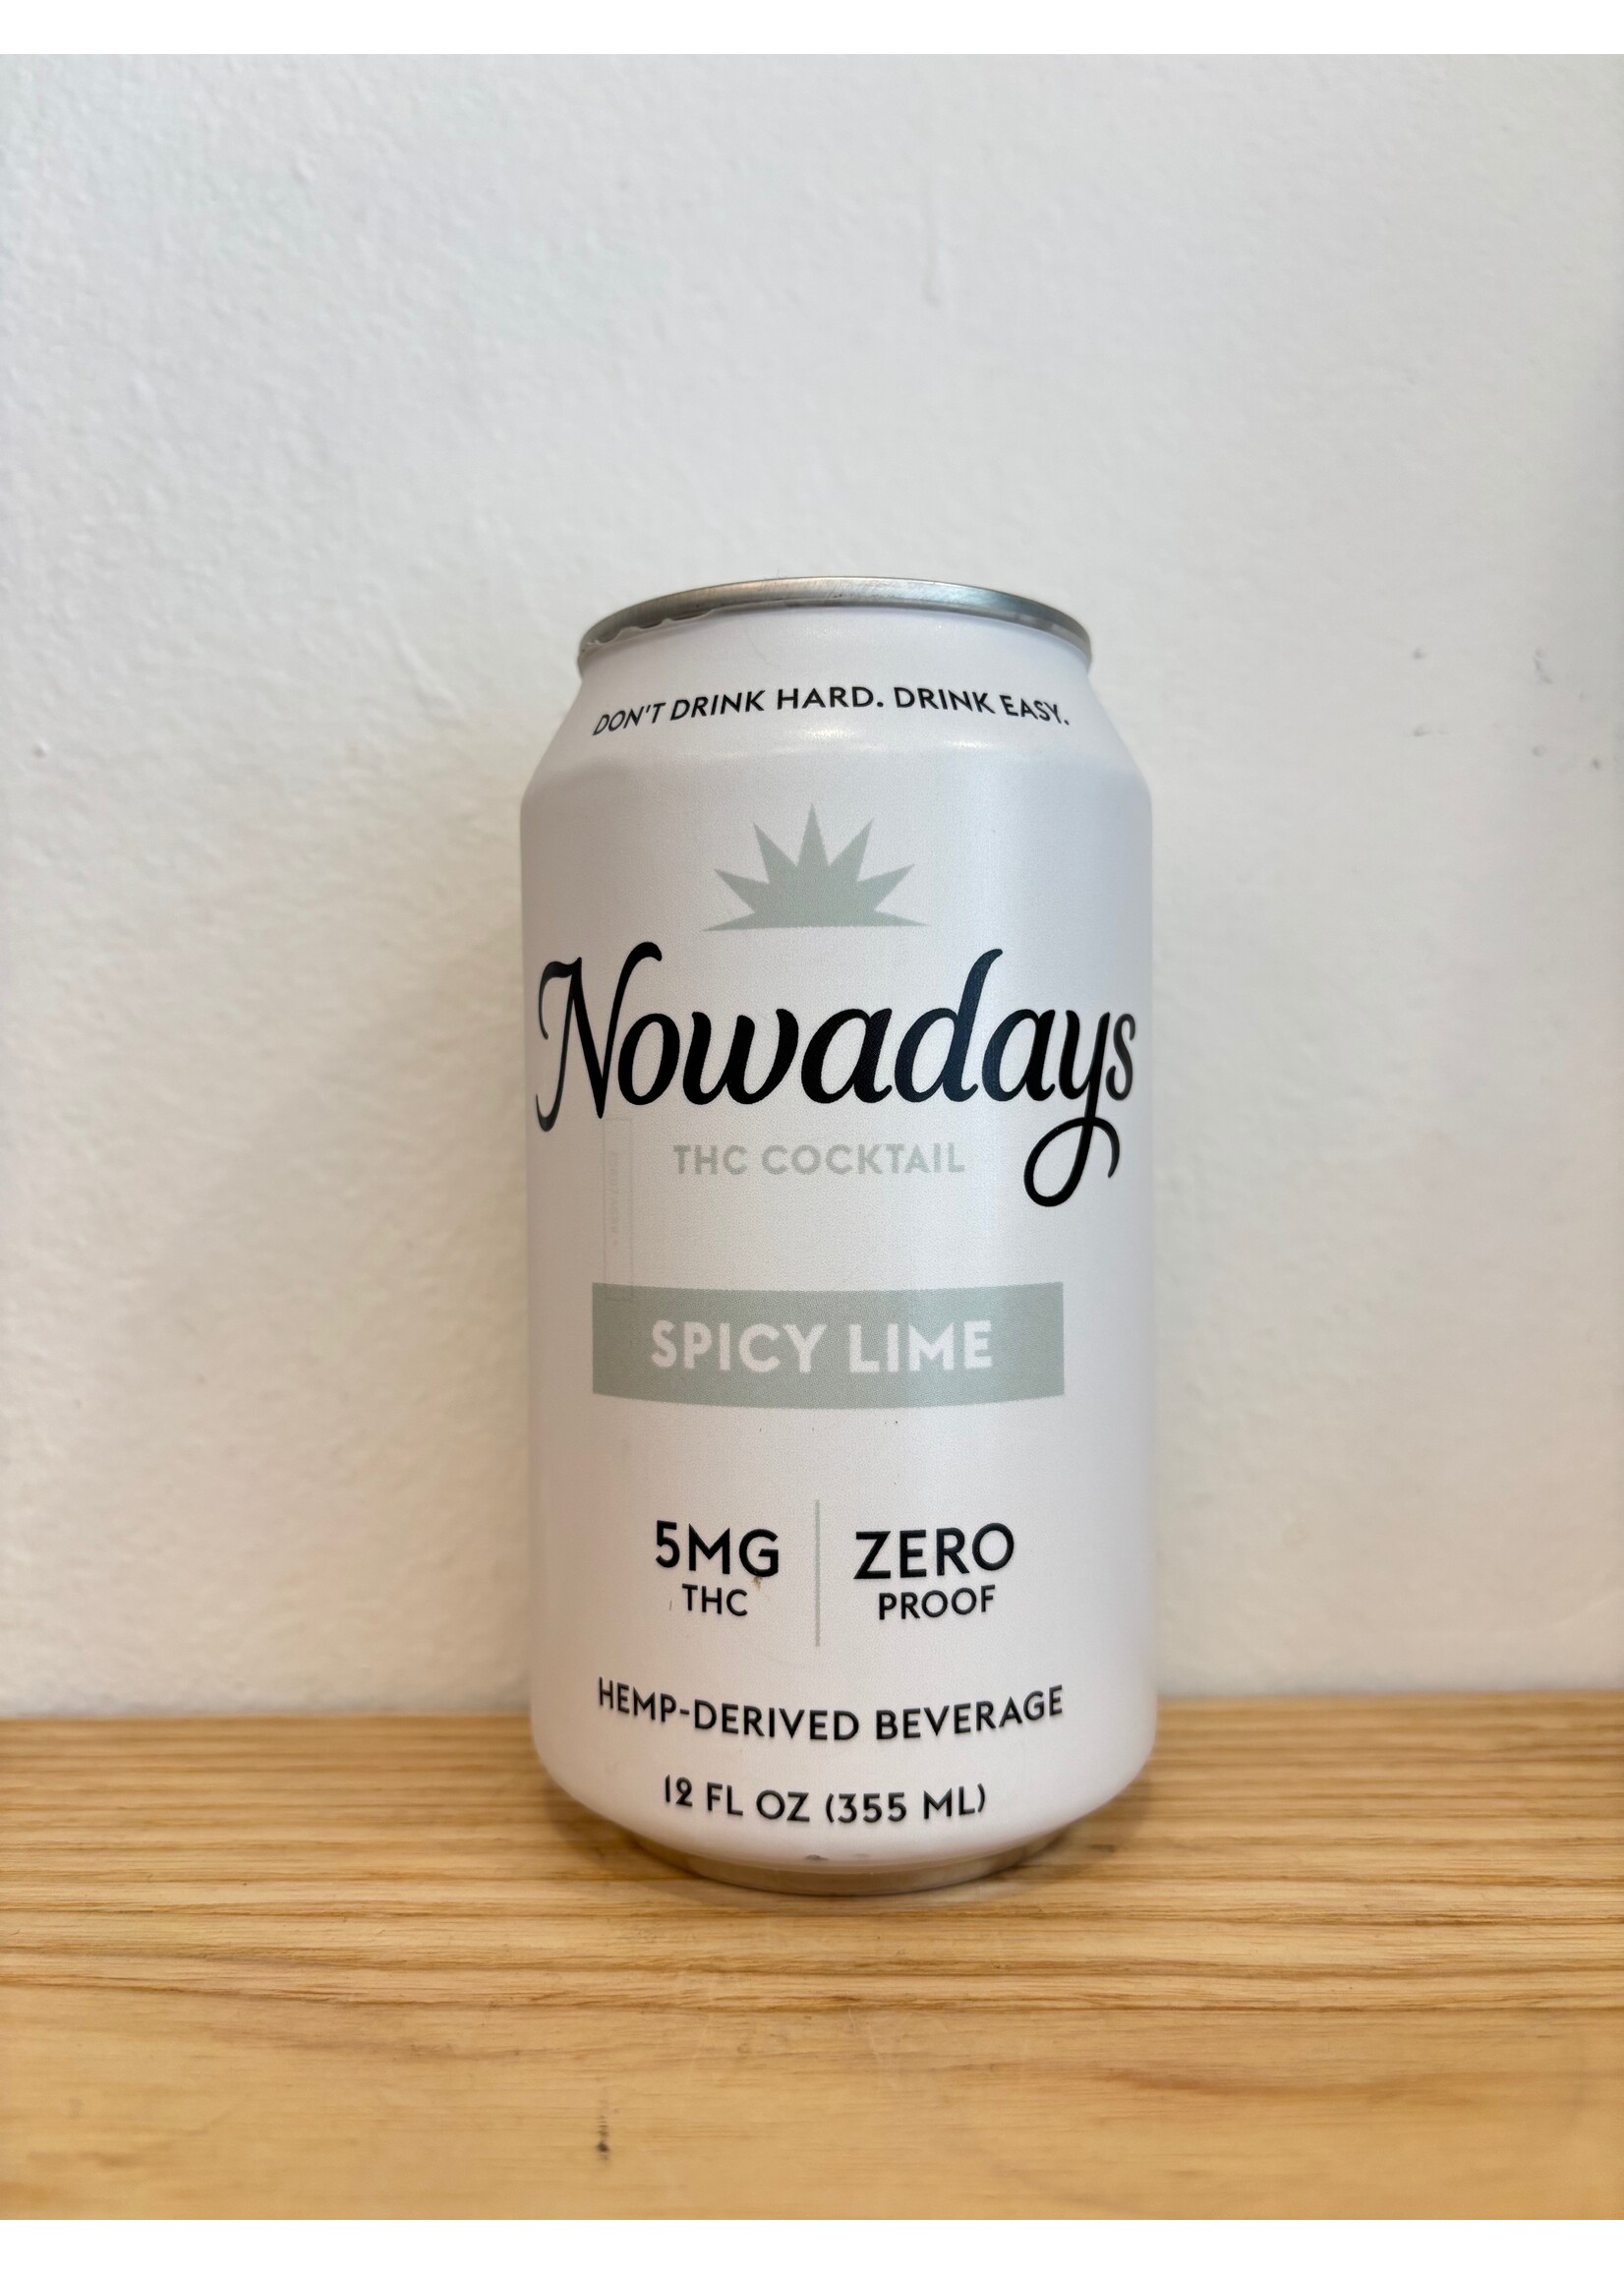 DON'T DRINK HARD. DRINK EASY.
Nowadays
THC COCKTAIL
SPICY LIME
5MG
THC
ZERO
PROOF
HEMP-DERIVED BEVERAGE
12 FL OZ (355 ML)